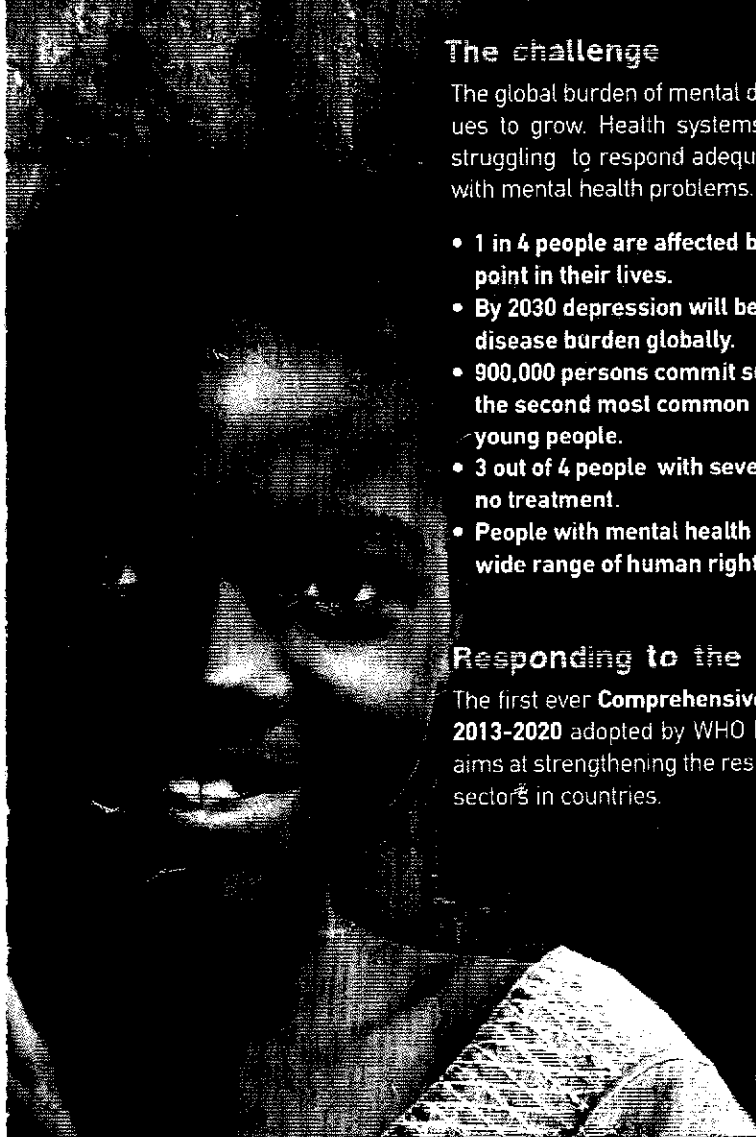 The challenge
The global burden of mental d
ues to grow. Health systems
struggling to respond adequ
with mental health problems.
• 1 in 4 people are affected b
point in their lives.
• By 2030 depression will be
disease burden globally.
• 900,000 persons commit su
the second most common
young people.
• 3 out of 4 people with seve
no treatment.
• People with mental health
wide range of human right
Responding to the
The first ever Comprehensive
2013-2020 adopted by WHO
aims at strengthening the res
sectors in countries.